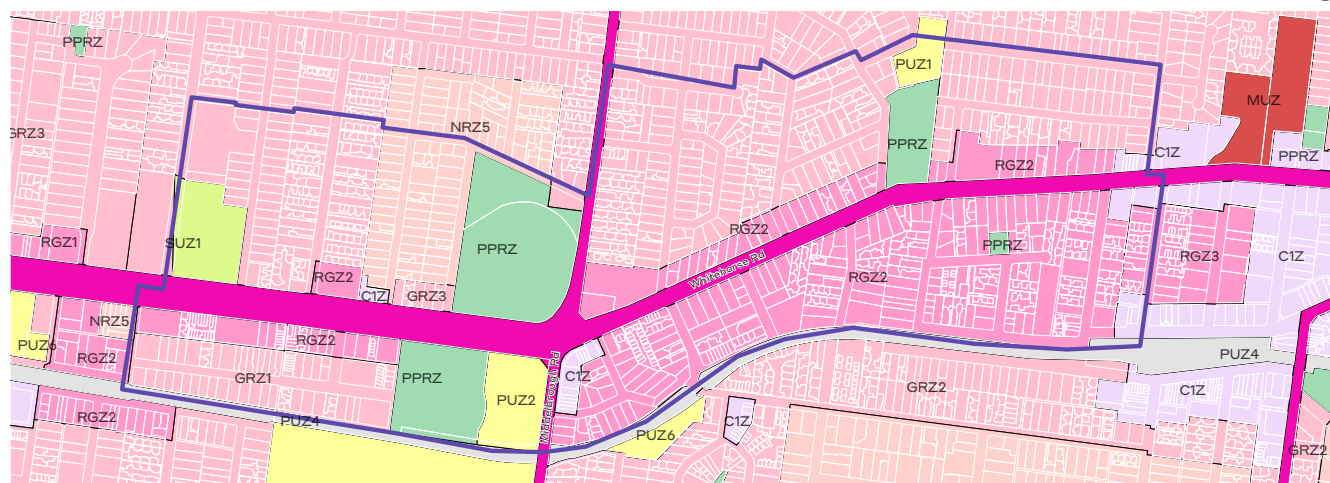 PPRZ
PUZ1
MUZ
GRZ3
NRZ5
PPRZ
C1Z
PPRZ
RGZ2
RGZ1
SUZ1
PPRZ
RGZ2
PPRZ
RGZ3
C1Z
Whitehorse Rd
RGZ2
RGZ2
C1Z
GRZ3
NRZ5
PUZ6
RGZ2
RGZ2
PUZ4
GRZ1
PPRZ
C1Z
GRZ2
C1Z
PUZ2
Middleborough Rd
RGZ2
PUZ4
C1Z
PUZ6
GRZ2